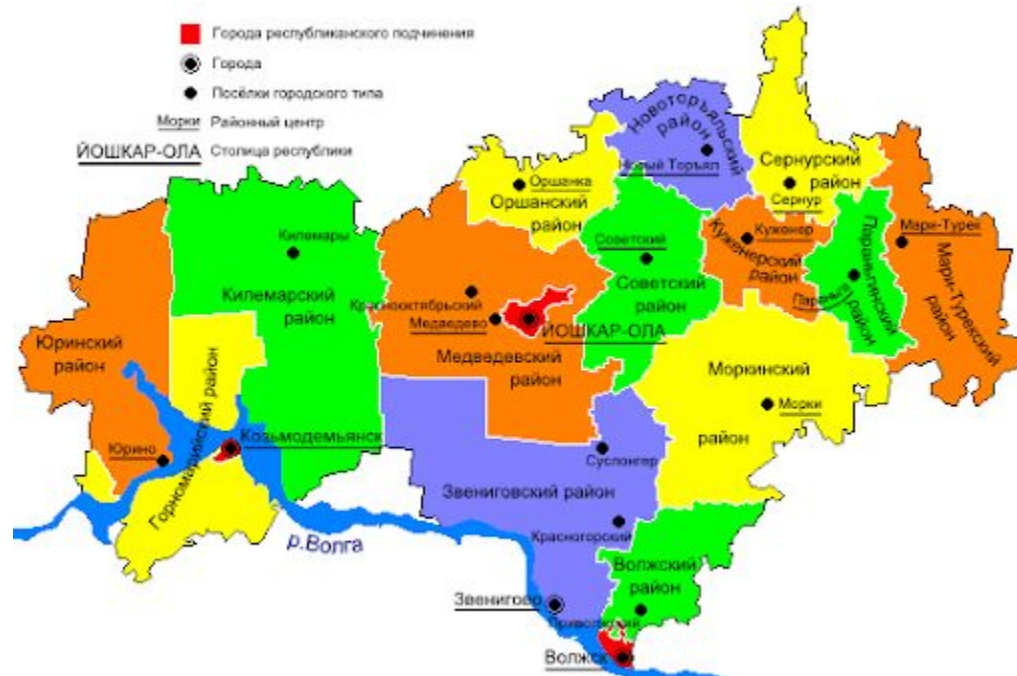 Города республиканского подчинения
Города
Посёлки городского типа
Морки Районный центр
ЙОШКАР-ОЛА Столица республики
Новоторъяльский
район
Новый Торъял
Сернурский
район
Сернур
Оршанка
Оршанский
район
Килемары
Килемарский
район
Советский
Советский
район
Куженер
Куженерский
район
Параньгинский
район
Параньга
Мари-Турек
Мари-Турекский
район
Краснооктябрьский
Медведево
ЙОШКАР-ОЛА
Медведевский
район
Юринский
район
Юрино
Горномарийский район
Козьмодемьянск
Моркинский
район
Морки
Суслонгер
Звениговский район
Красногорский
Волжский
район
р.Волга
Звенигово
Приволжский
Волжск